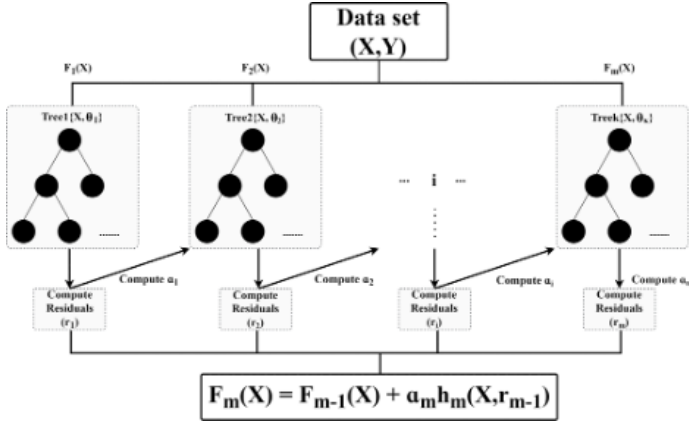 Data set
(X,Y)
F₁(X)
F₂(X)
Fₘ(X)
Tree1{X, θ₁}
Tree2{X, θ₂}
Treek{X, θₖ}
... i ...
.......
.......
.......
Compute α₁
Compute α₂
Compute αᵢ
Compute
Compute
Residuals
(r₁)
Compute
Residuals
(r₂)
Compute
Residuals
(rᵢ)
Compute
Residuals
(rₘ)
Fₘ(X) = Fₘ₋₁(X) + αₘhₘ(X,rₘ₋₁)